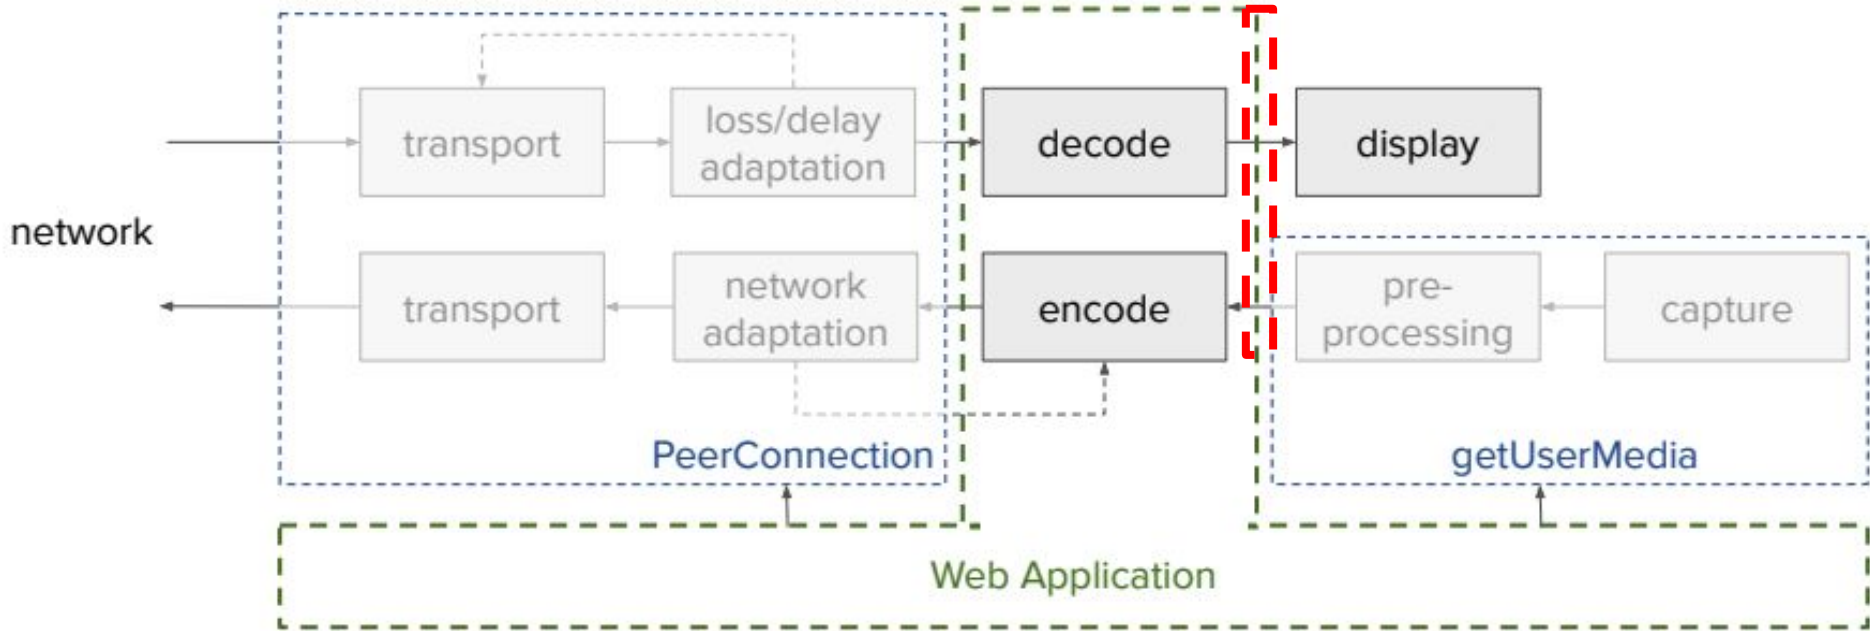 transport
loss/delay
adaptation
decode
display
network
transport
network
adaptation
encode
pre-
processing
capture
PeerConnection
getUserMedia
Web Application